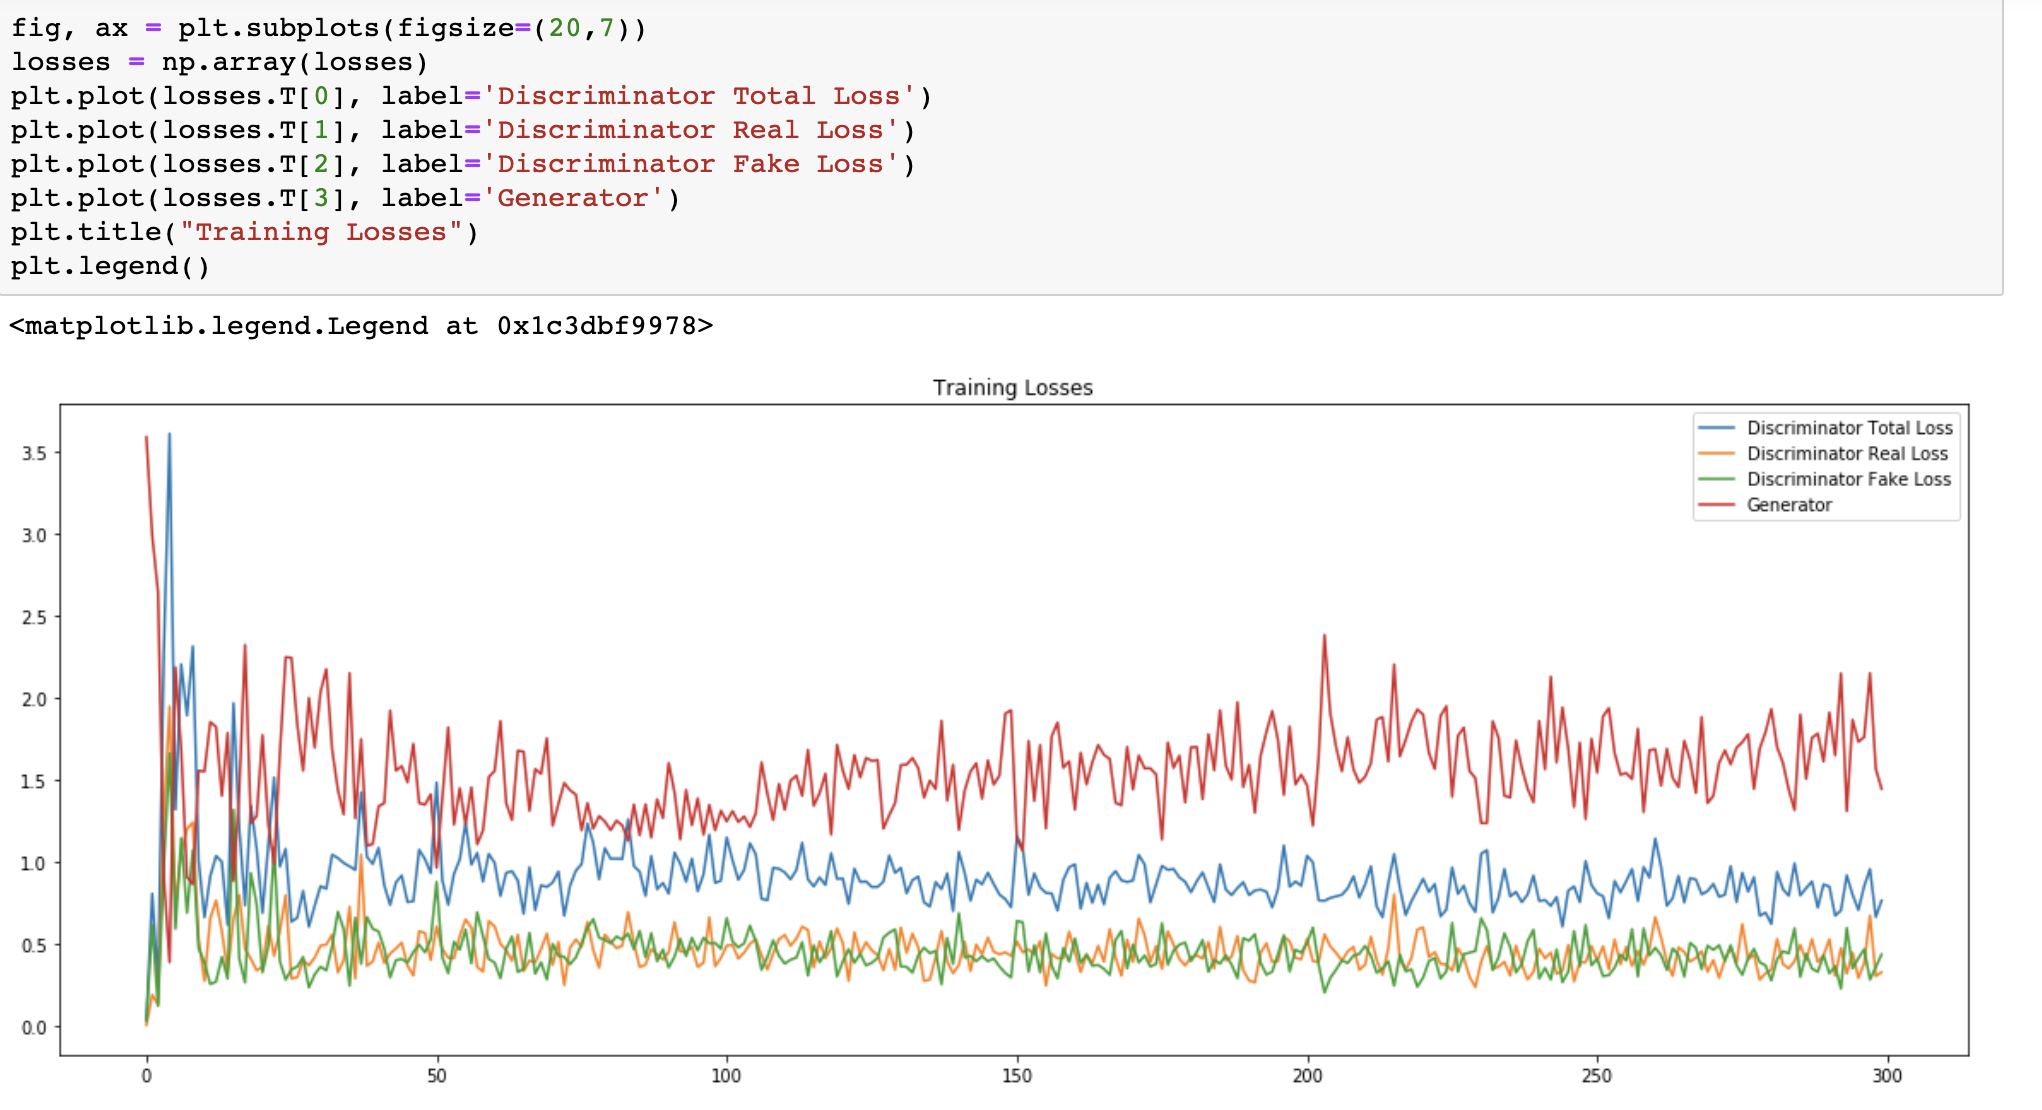 fig, ax = plt.subplots(figsize=(20,7))
losses = np.array(losses)
plt.plot(losses.T[0], label='Discriminator Total Loss')
plt.plot(losses.T[1], label='Discriminator Real Loss')
plt.plot(losses.T[2], label='Discriminator Fake Loss')
plt.plot(losses.T[3], label='Generator')
plt.title("Training Losses")
plt.legend()
<matplotlib.legend.Legend at 0x1c3dbf9978>
Training Losses
Discriminator Total Loss
Discriminator Real Loss
Discriminator Fake Loss
Generator
3.5
3.0
2.5
2.0
1.5
1.0
0.5
0.0
0 50 100 150 200 250 300